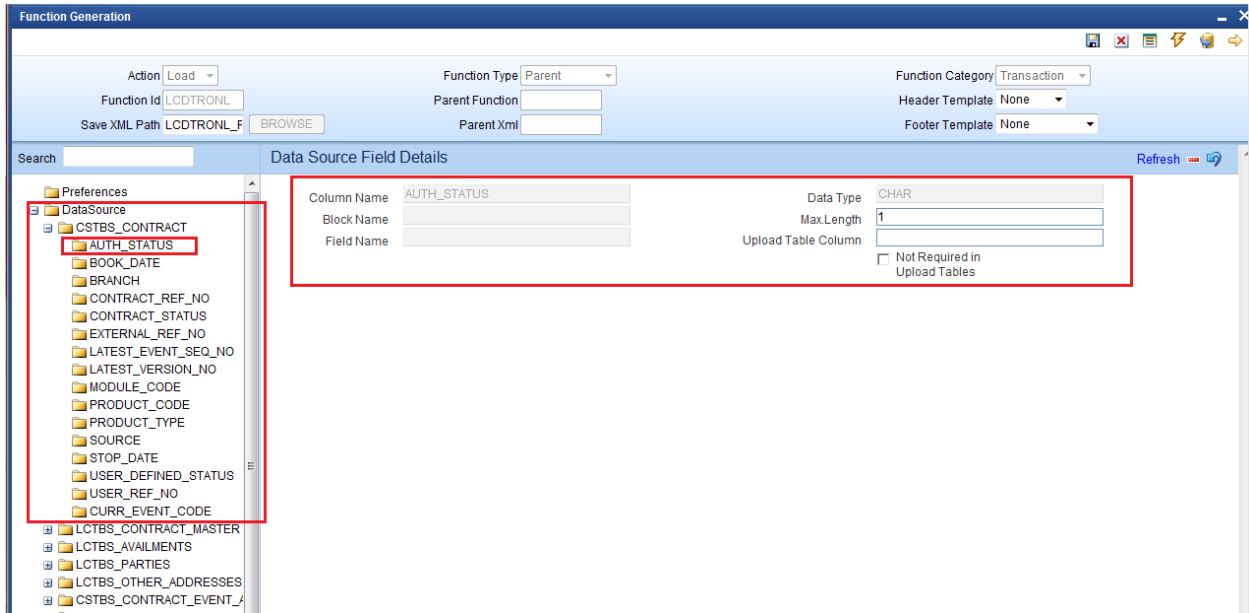 Function Generation
Action Load Function Type Parent Function Category Transaction
Function Id LCDTRONL Parent Function Header Template None
Save XML Path LCDTRONL_ BROWSE Parent Xml Footer Template None
Search Data Source Field Details Refresh
Preferences
DataSource
CSTBS_CONTRACT
AUTH_STATUS
BOOK_DATE
BRANCH
CONTRACT_REF_NO
CONTRACT_STATUS
EXTERNAL_REF_NO
LATEST_EVENT_SEQ_NO
LATEST_VERSION_NO
MODULE_CODE
PRODUCT_CODE
PRODUCT_TYPE
SOURCE
STOP_DATE
USER_DEFINED_STATUS
USER_REF_NO
CURR_EVENT_CODE
LCTBS_CONTRACT_MASTER
LCTBS_AVAILMENTS
LCTBS_PARTIES
LCTBS_OTHER_ADDRESSES
CSTBS_CONTRACT_EVENT_
Column Name AUTH_STATUS Data Type CHAR
Block Name Max.Length 1
Field Name Upload Table Column
Not Required in
Upload Tables